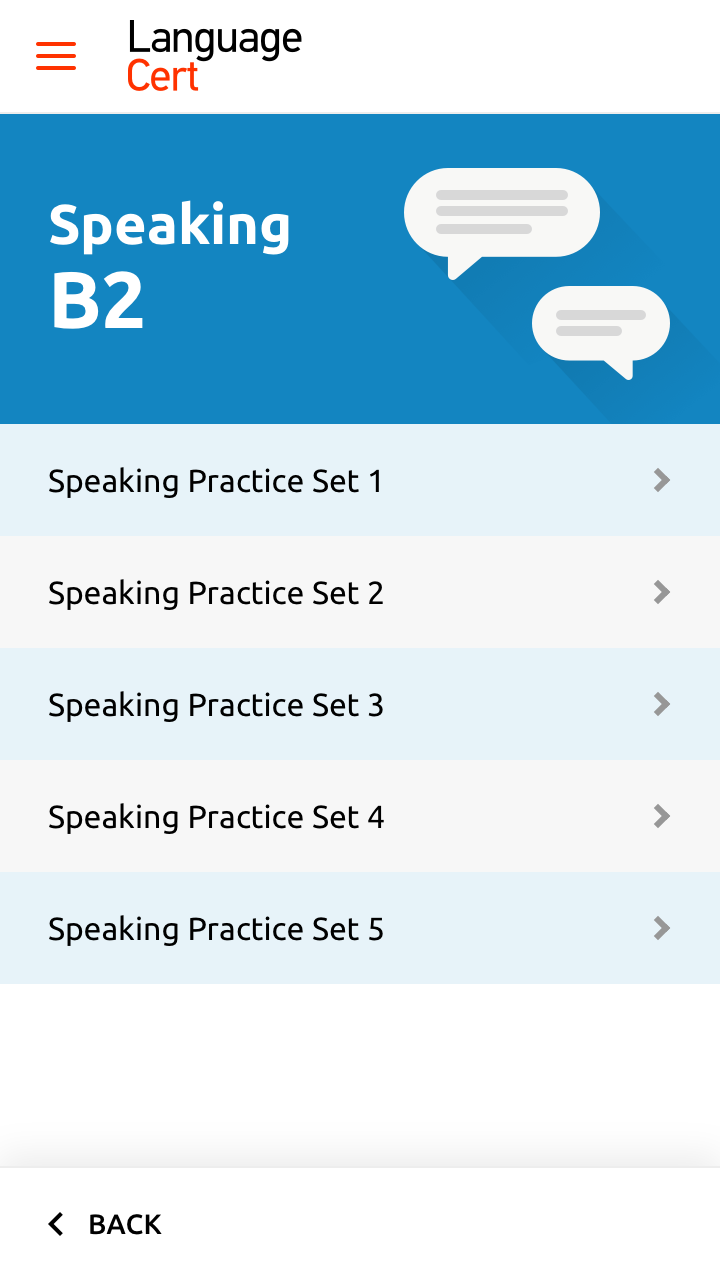 Language
Cert
Speaking
B2
Speaking Practice Set 1
Speaking Practice Set 2
Speaking Practice Set 3
Speaking Practice Set 4
Speaking Practice Set 5
BACK